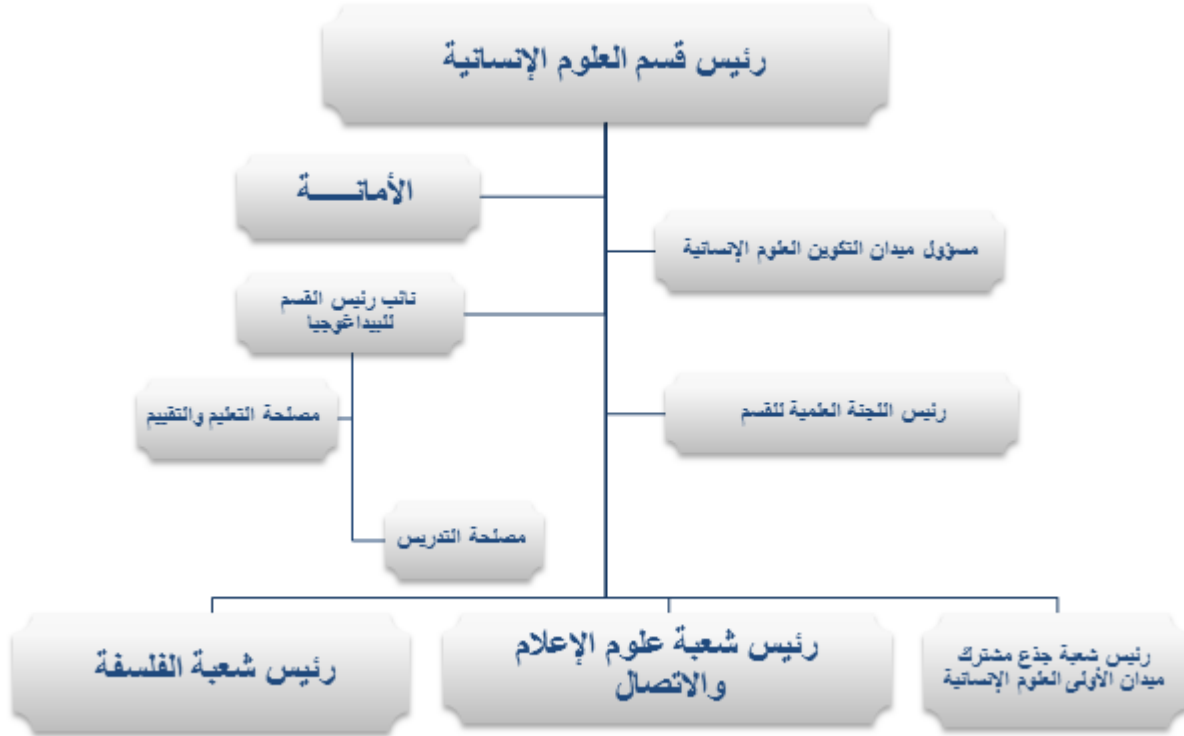 رئيس قسم العلوم الإنسانية
الأمانــــــة
مسؤول ميدان التكوين العلوم الإنسانية
نائب رئيس القسم
للبيداغوجيا
مصلحة التعليم والتقييم
رئيس اللجنة العلمية للقسم
مصلحة التدريس
رئيس شعبة جذع مشترك
ميدان الأولى العلوم الإنسانية
رئيس شعبة علوم الإعلام
والاتصال
رئيس شعبة الفلسفة